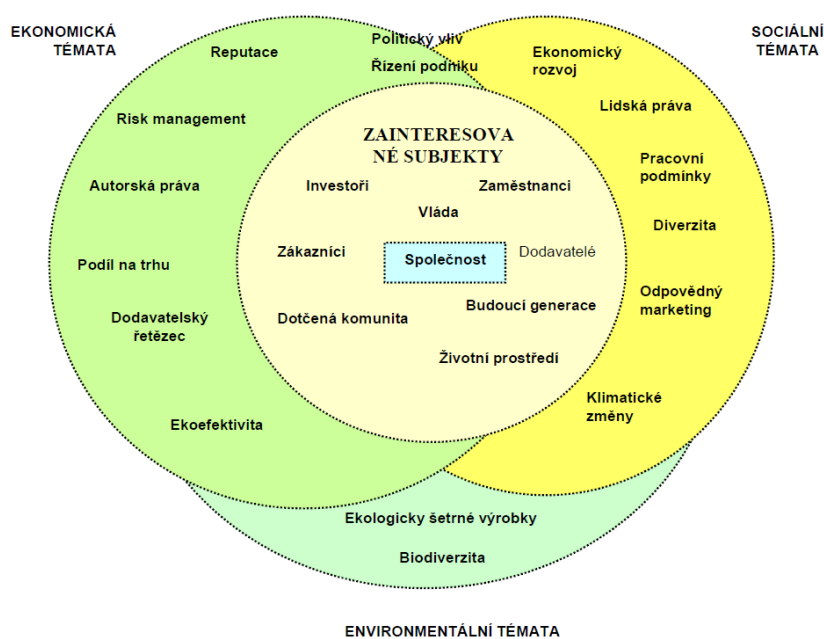 EKONOMICKÁ
TÉMATA
SOCIÁLNÍ
TÉMATA
Politický vliv
Reputace
Řízení podniku
Ekonomický
rozvoj
Risk management
Lidská práva
ZAINTERESOVA
NÉ SUBJEKTY
Autorská práva
Investoři
Zaměstnanci
Pracovní
podmínky
Vláda
Diverzita
Podíl na trhu
Zákazníci
Společnost
Dodavatelé
Dodavatelský
řetězec
Dotčená komunita
Budoucí generace
Odpovědný
marketing
Životní prostředí
Klimatické
změny
Ekoefektivita
Ekologicky šetrné výrobky
Biodiverzita
ENVIRONMENTÁLNÍ TÉMATA